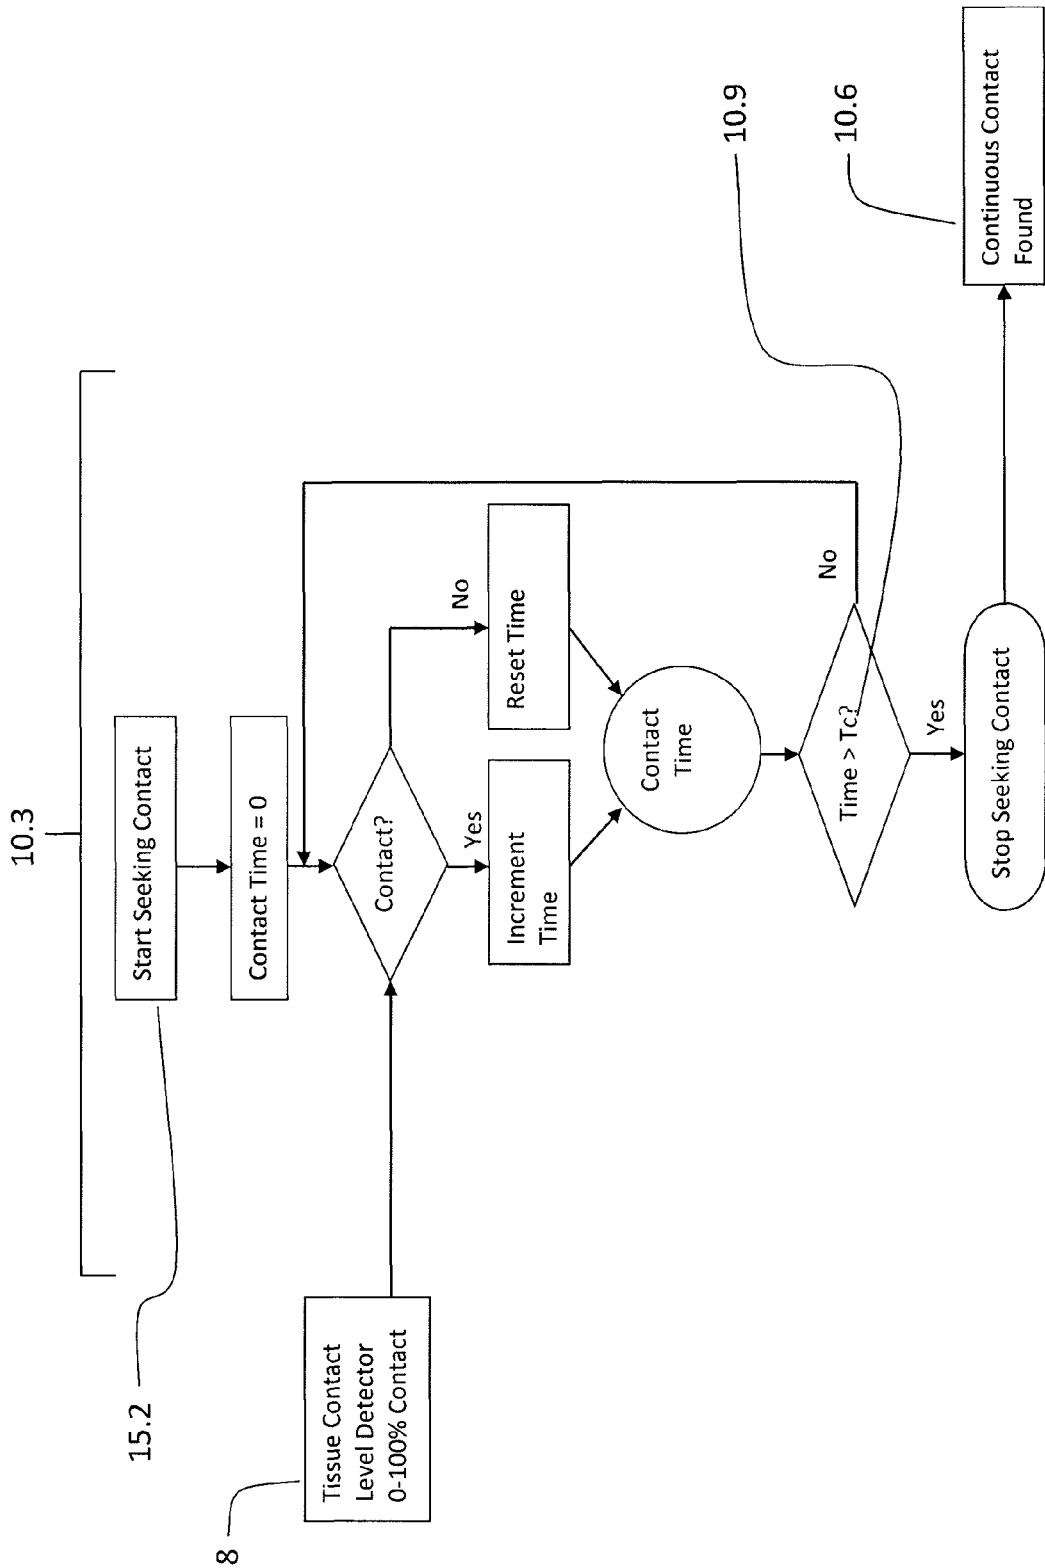 10.3
15.2
Start Seeking Contact
Contact Time = 0
8
Tissue Contact
Level Detector
0-100% Contact
Contact?
Yes
No
Increment
Time
Reset Time
Contact
Time
10.9
Time > Tc?
No
Yes
10.6
Stop Seeking Contact
Continuous Contact
Found